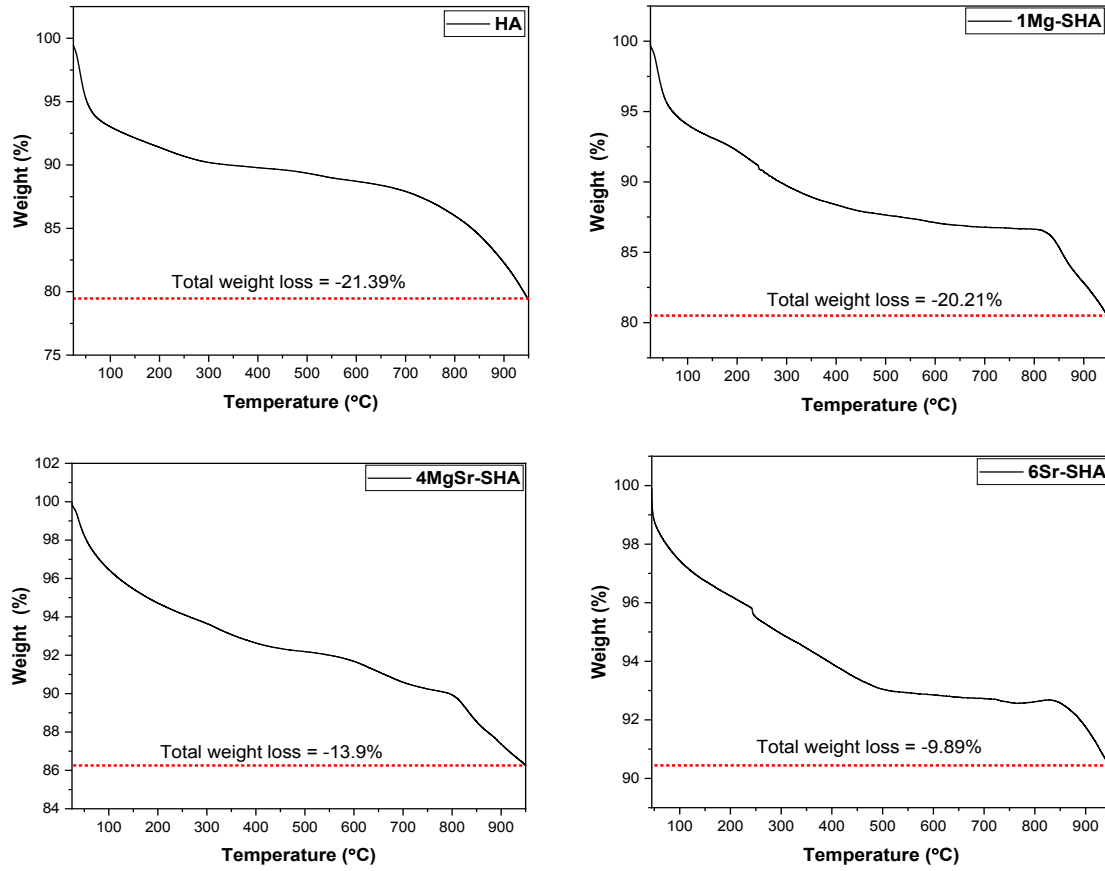 HA
100
95
90
85
80
75
Weight (%)
Total weight loss = -21.39%
100 200 300 400 500 600 700 800 900
Temperature (°C)
1Mg-SHA
100
95
90
85
80
Weight (%)
Total weight loss = -20.21%
100 200 300 400 500 600 700 800 900
Temperature (°C)
4MgSr-SHA
102
100
98
96
94
92
90
88
86
84
Weight (%)
Total weight loss = -13.9%
100 200 300 400 500 600 700 800 900
Temperature (°C)
6Sr-SHA
100
98
96
94
92
90
Weight (%)
Total weight loss = -9.89%
100 200 300 400 500 600 700 800 900
Temperature (°C)